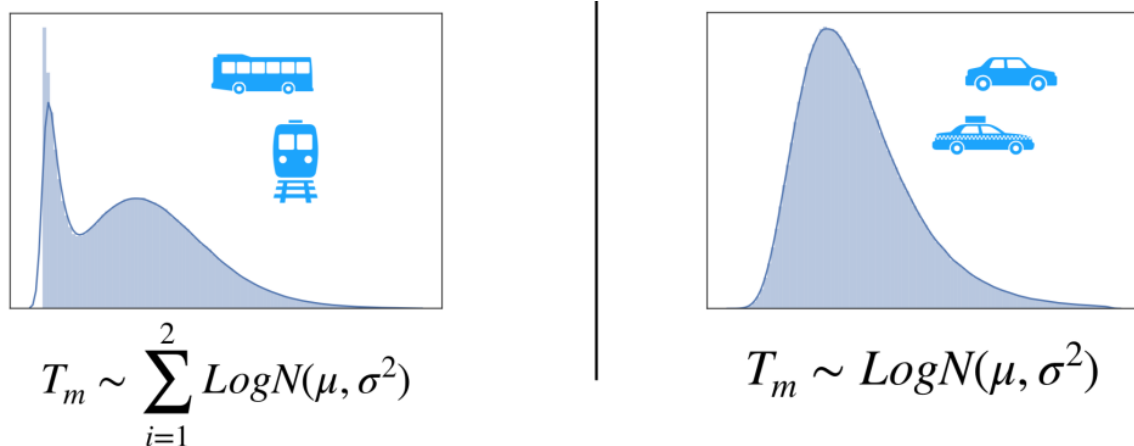 T_m ∼ \sum_{i=1}^{2} LogN(μ, σ^2)
T_m ∼ LogN(μ, σ^2)